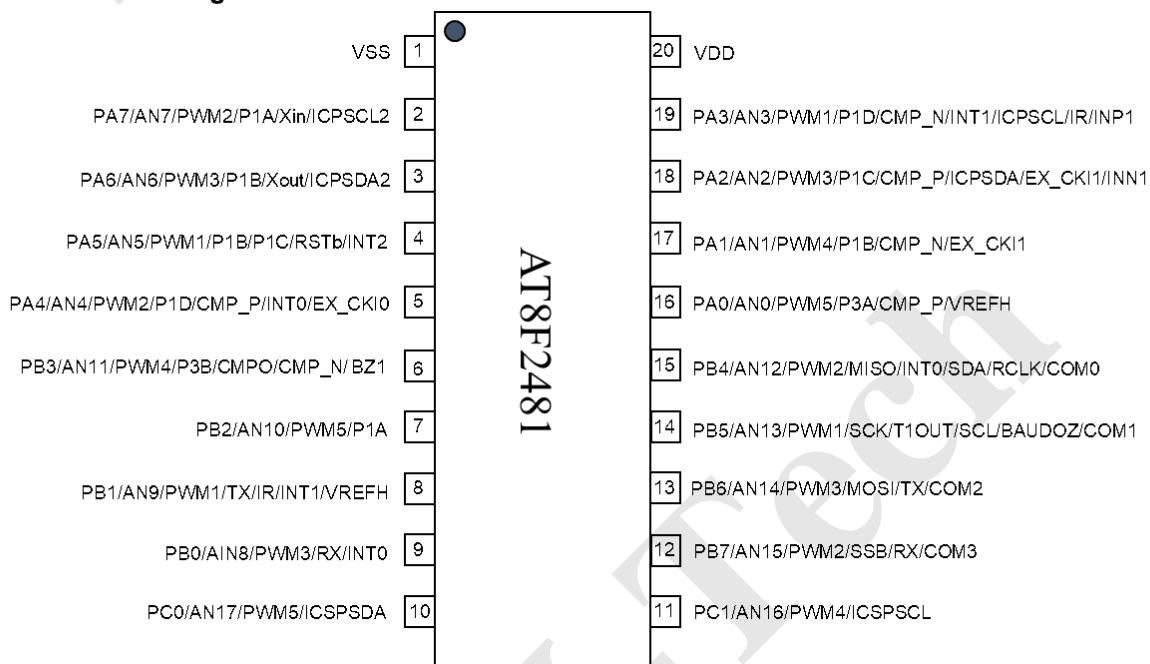 VSS 1
20 VDD
PA7/AN7/PWM2/P1A/Xin/ICPSCL2 2
19 PA3/AN3/PWM1/P1D/CMP_N/INT1/ICPSCL/IR/INP1
PA6/AN6/PWM3/P1B/Xout/ICPSDA2 3
18 PA2/AN2/PWM3/P1C/CMP_P/ICPSDA/EX_CKI1/INN1
PA5/AN5/PWM1/P1B/P1C/RSTb/INT2 4
17 PA1/AN1/PWM4/P1B/CMP_N/EX_CKI1
PA4/AN4/PWM2/P1D/CMP_P/INT0/EX_CKI0 5
16 PA0/AN0/PWM5/P3A/CMP_P/VREFH
AT8F2481
PB3/AN11/PWM4/P3B/CMPO/CMP_N/ BZ1 6
15 PB4/AN12/PWM2/MISO/INT0/SDA/RCLK/COM0
PB2/AN10/PWM5/P1A 7
14 PB5/AN13/PWM1/SCK/T1OUT/SCL/BAUDOZ/COM1
PB1/AN9/PWM1/TX/IR/INT1/VREFH 8
13 PB6/AN14/PWM3/MOSI/TX/COM2
PB0/AIN8/PWM3/RX/INT0 9
12 PB7/AN15/PWM2/SSB/RX/COM3
PC0/AN17/PWM5/ICSPSDA 10
11 PC1/AN16/PWM4/ICSPSCL
Tech